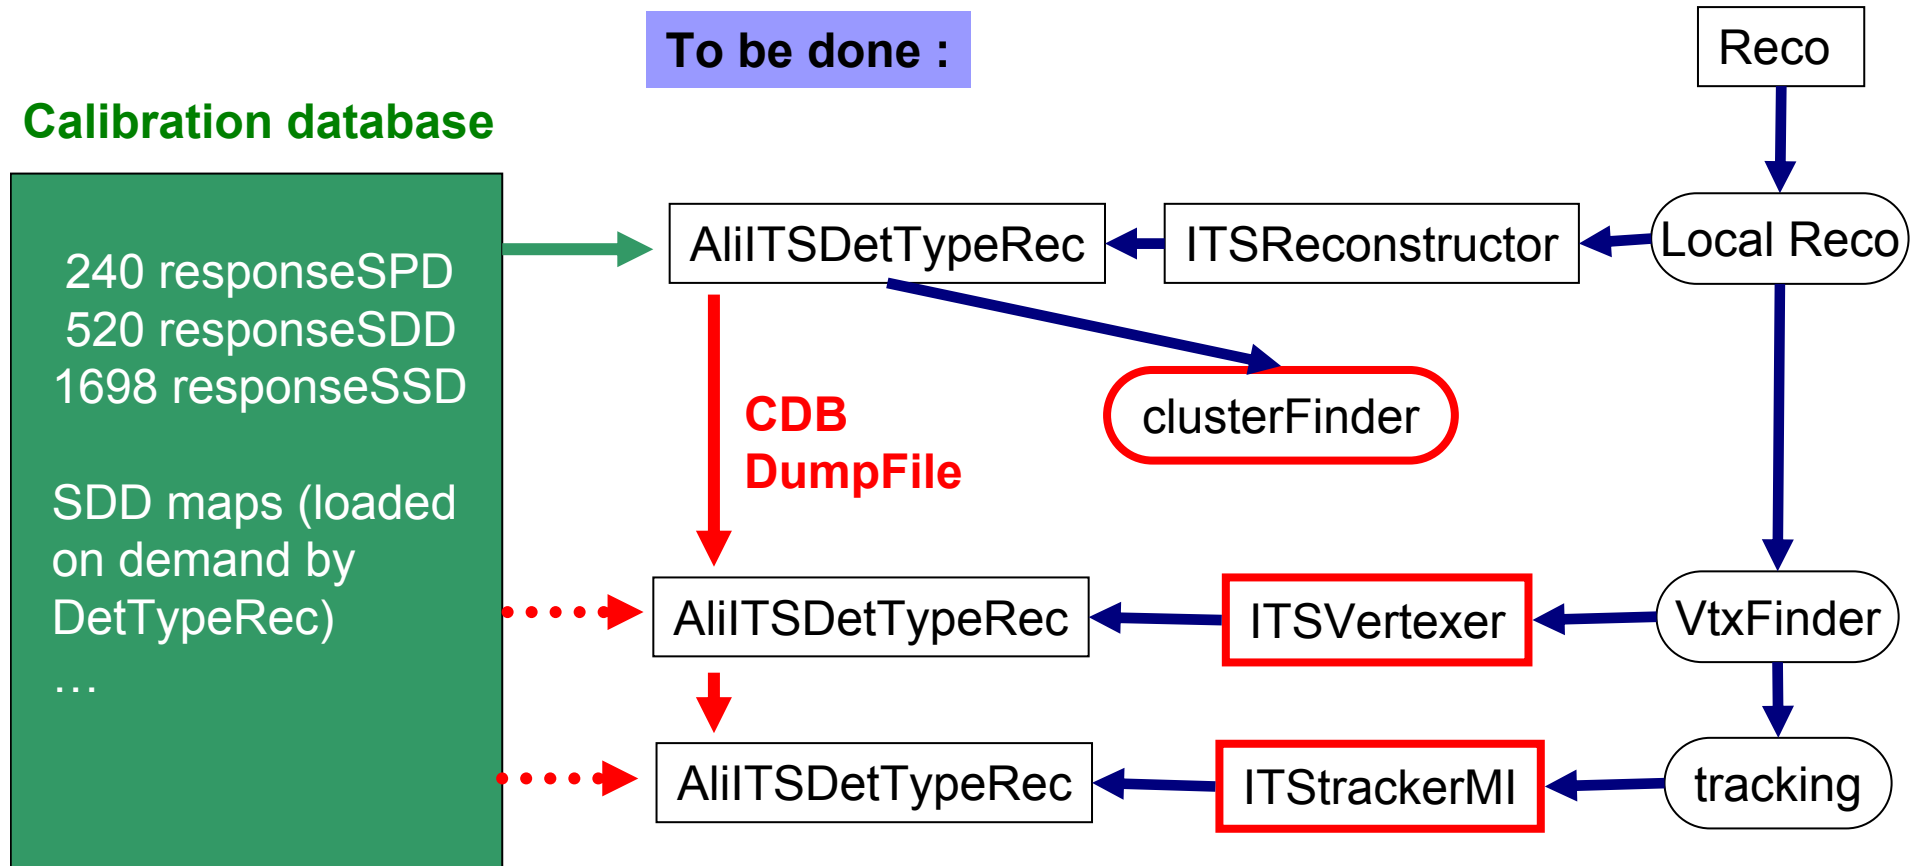 To be done :
Reco
Calibration database
240 responseSPD
520 responseSDD
1698 responseSSD
SDD maps (loaded
on demand by
DetTypeRec)
…
AliITSDetTypeRec
ITSReconstructor
Local Reco
CDB
DumpFile
clusterFinder
AliITSDetTypeRec
ITSVertexer
VtxFinder
AliITSDetTypeRec
ITStrackerMI
tracking